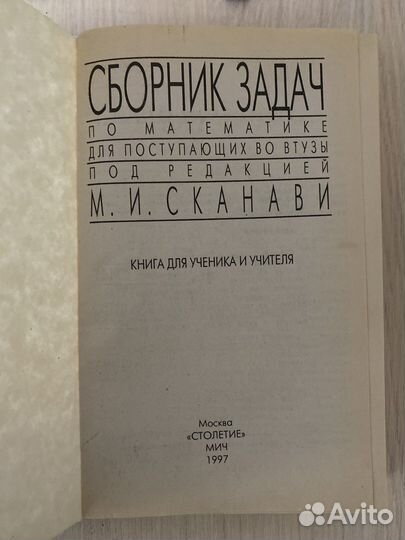 СБОРНИК ЗАДАЧ
ПО МАТЕМАТИКЕ
ДЛЯ ПОСТУПАЮЩИХ ВО ВТУЗЫ
ПОД РЕДАКЦИЕЙ
М. И. СКАНАВИ
КНИГА ДЛЯ УЧЕНИКА И УЧИТЕЛЯ
Москва
«СТОЛЕТИЕ»
МИЧ
1997
Avito